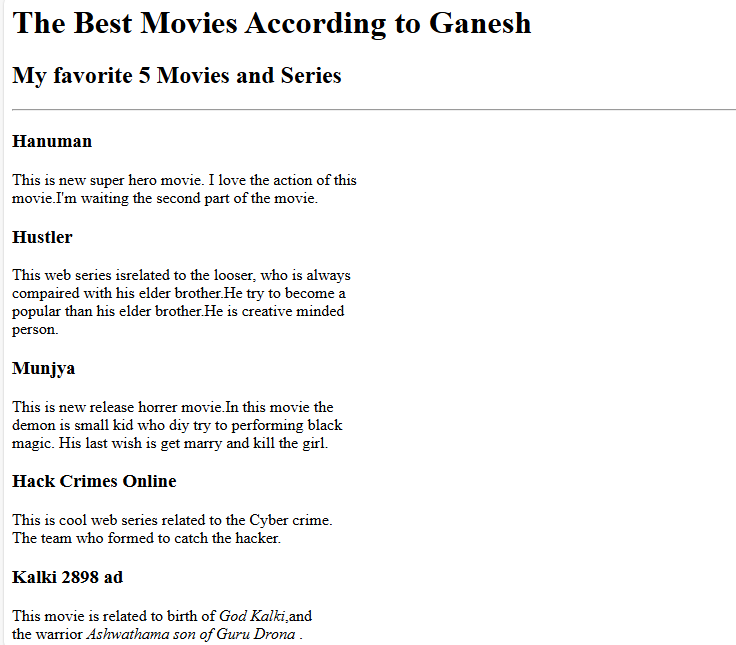 The Best Movies According to Ganesh
My favorite 5 Movies and Series
Hanuman
This is new super hero movie. I love the action of this
movie.I'm waiting the second part of the movie.
Hustler
This web series isrelated to the looser, who is always
compaired with his elder brother.He try to become a
popular than his elder brother.He is creative minded
person.
Munjya
This is new release horrer movie.In this movie the
demon is small kid who diy try to performing black
magic. His last wish is get marry and kill the girl.
Hack Crimes Online
This is cool web series related to the Cyber crime.
The team who formed to catch the hacker.
Kalki 2898 ad
This movie is related to birth of God Kalki,and
the warrior Ashwathama son of Guru Drona .